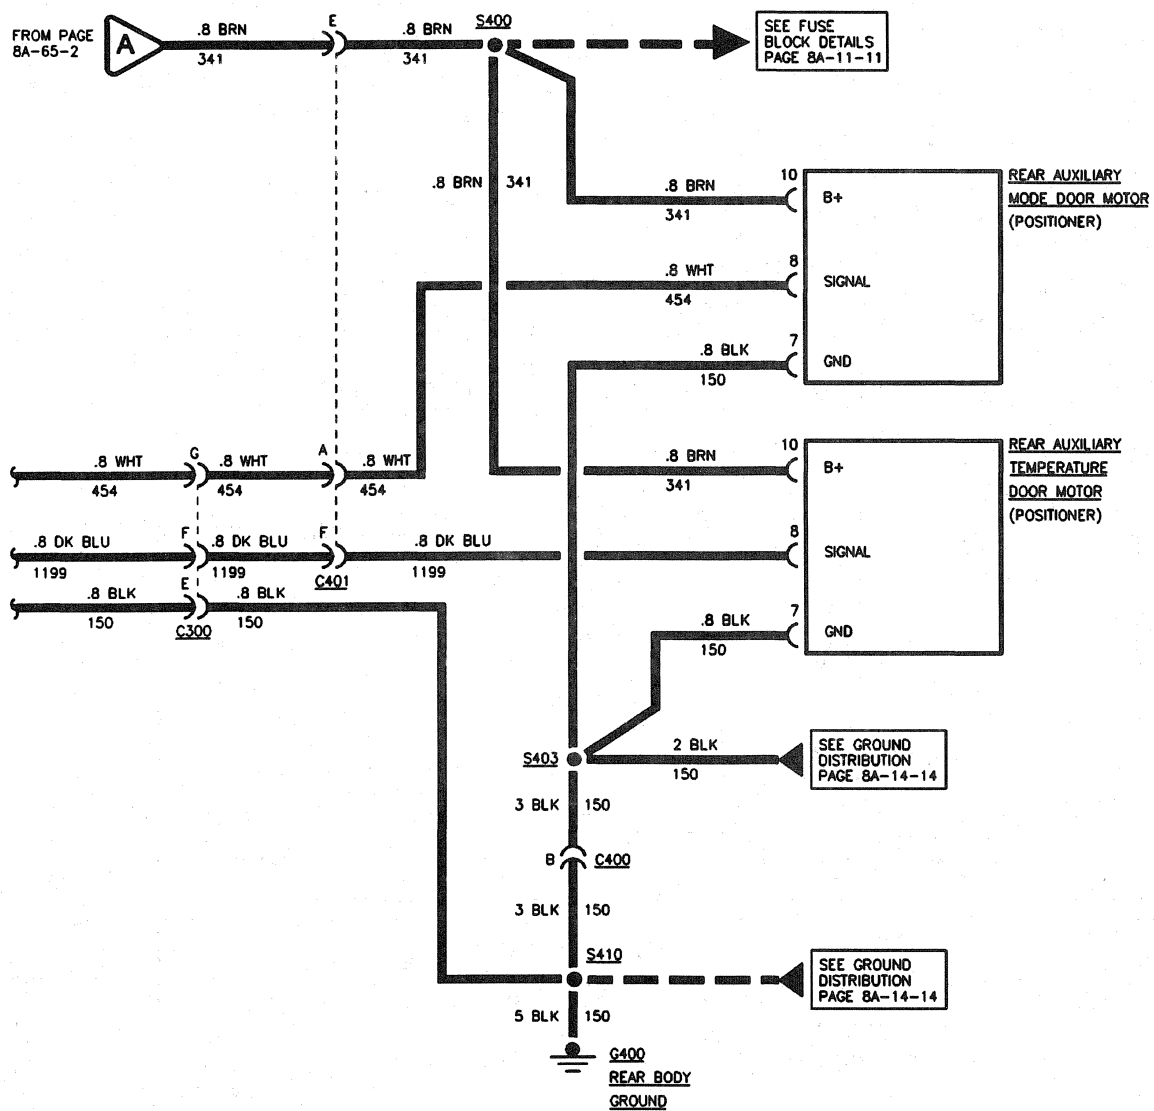 FROM PAGE
8A-65-2
A
.8 BRN
341
E
.8 BRN
341
S400
SEE FUSE
BLOCK DETAILS
PAGE 8A-11-11
.8 BRN
341
.8 BRN
341
10
B+
REAR AUXILIARY
MODE DOOR MOTOR
(POSITIONER)
.8 WHT
454
8
SIGNAL
.8 BLK
150
7
GND
.8 WHT
454
G
.8 WHT
454
A
.8 WHT
454
.8 BRN
341
10
B+
REAR AUXILIARY
TEMPERATURE
DOOR MOTOR
(POSITIONER)
.8 DK BLU
1199
F
.8 DK BLU
1199
F
C401
.8 DK BLU
1199
8
SIGNAL
.8 BLK
150
E
C300
.8 BLK
150
.8 BLK
150
7
GND
S403
2 BLK
150
SEE GROUND
DISTRIBUTION
PAGE 8A-14-14
3 BLK
150
B
C400
3 BLK
150
S410
SEE GROUND
DISTRIBUTION
PAGE 8A-14-14
5 BLK
150
G400
REAR BODY
GROUND